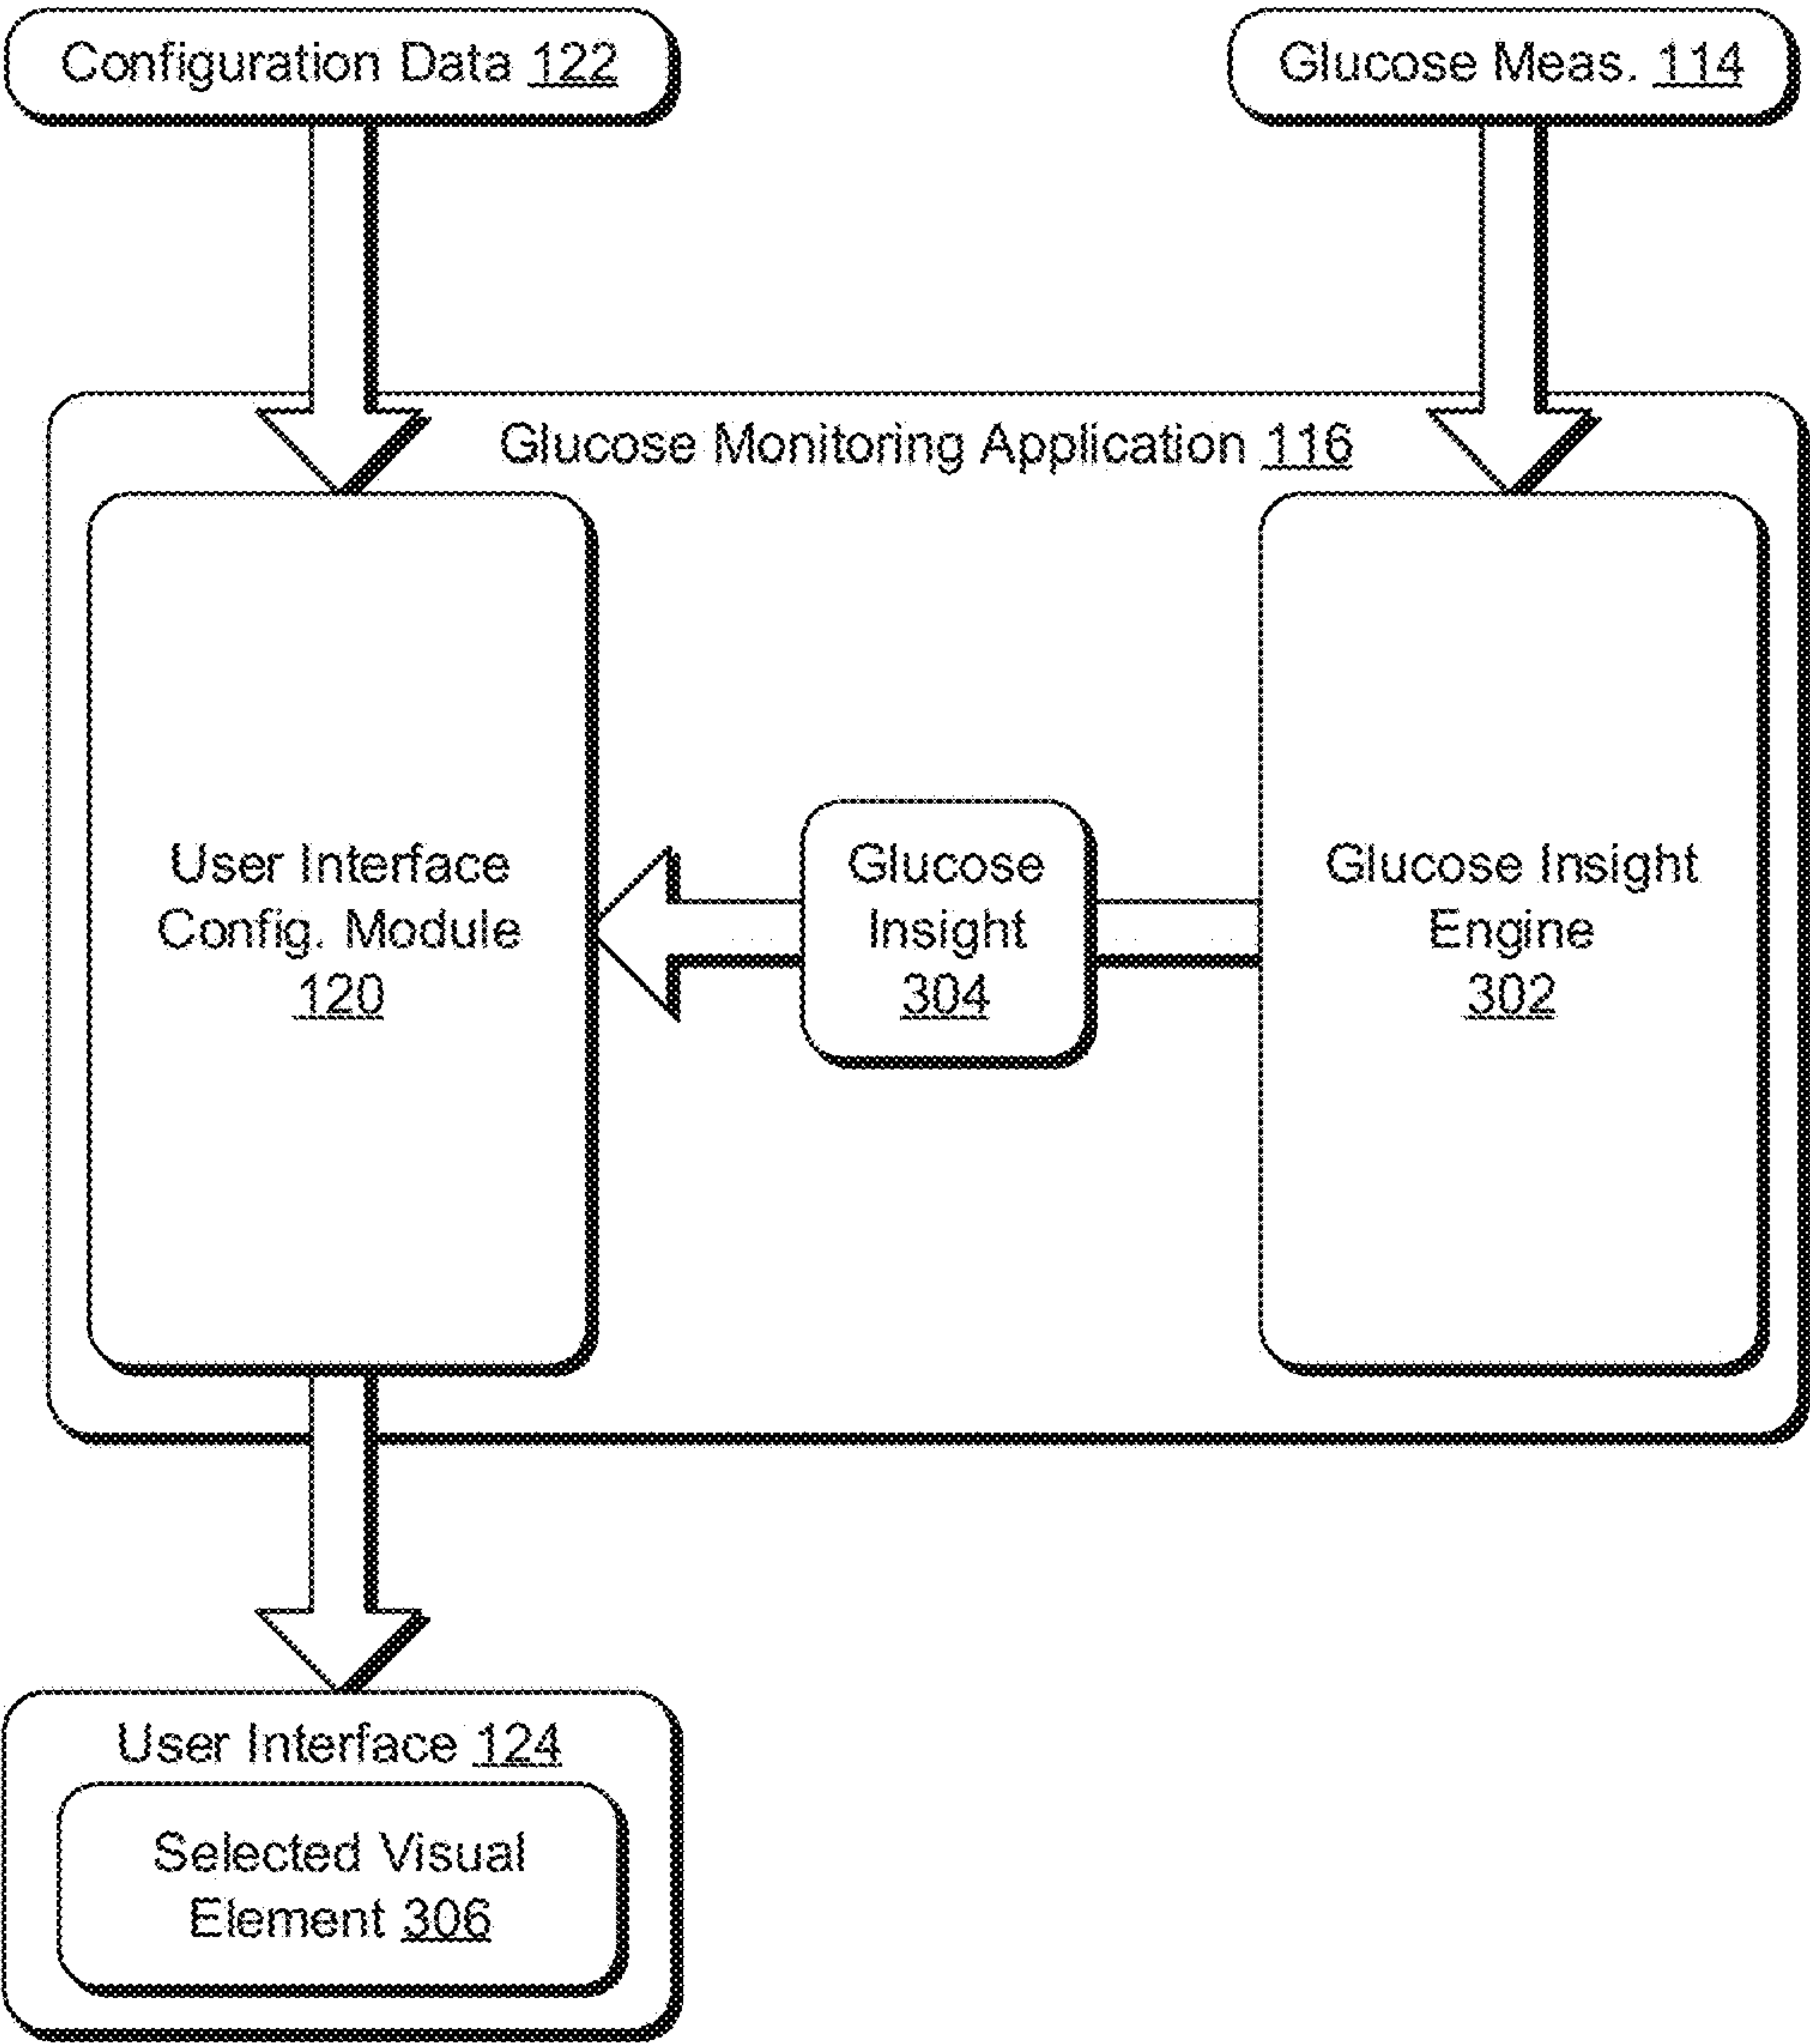 Configuration Data 122
Glucose Meas. 114
Glucose Monitoring Application 116
User Interface
Config. Module
120
Glucose
Insight
304
Glucose Insight
Engine
302
User Interface 124
Selected Visual
Element 306